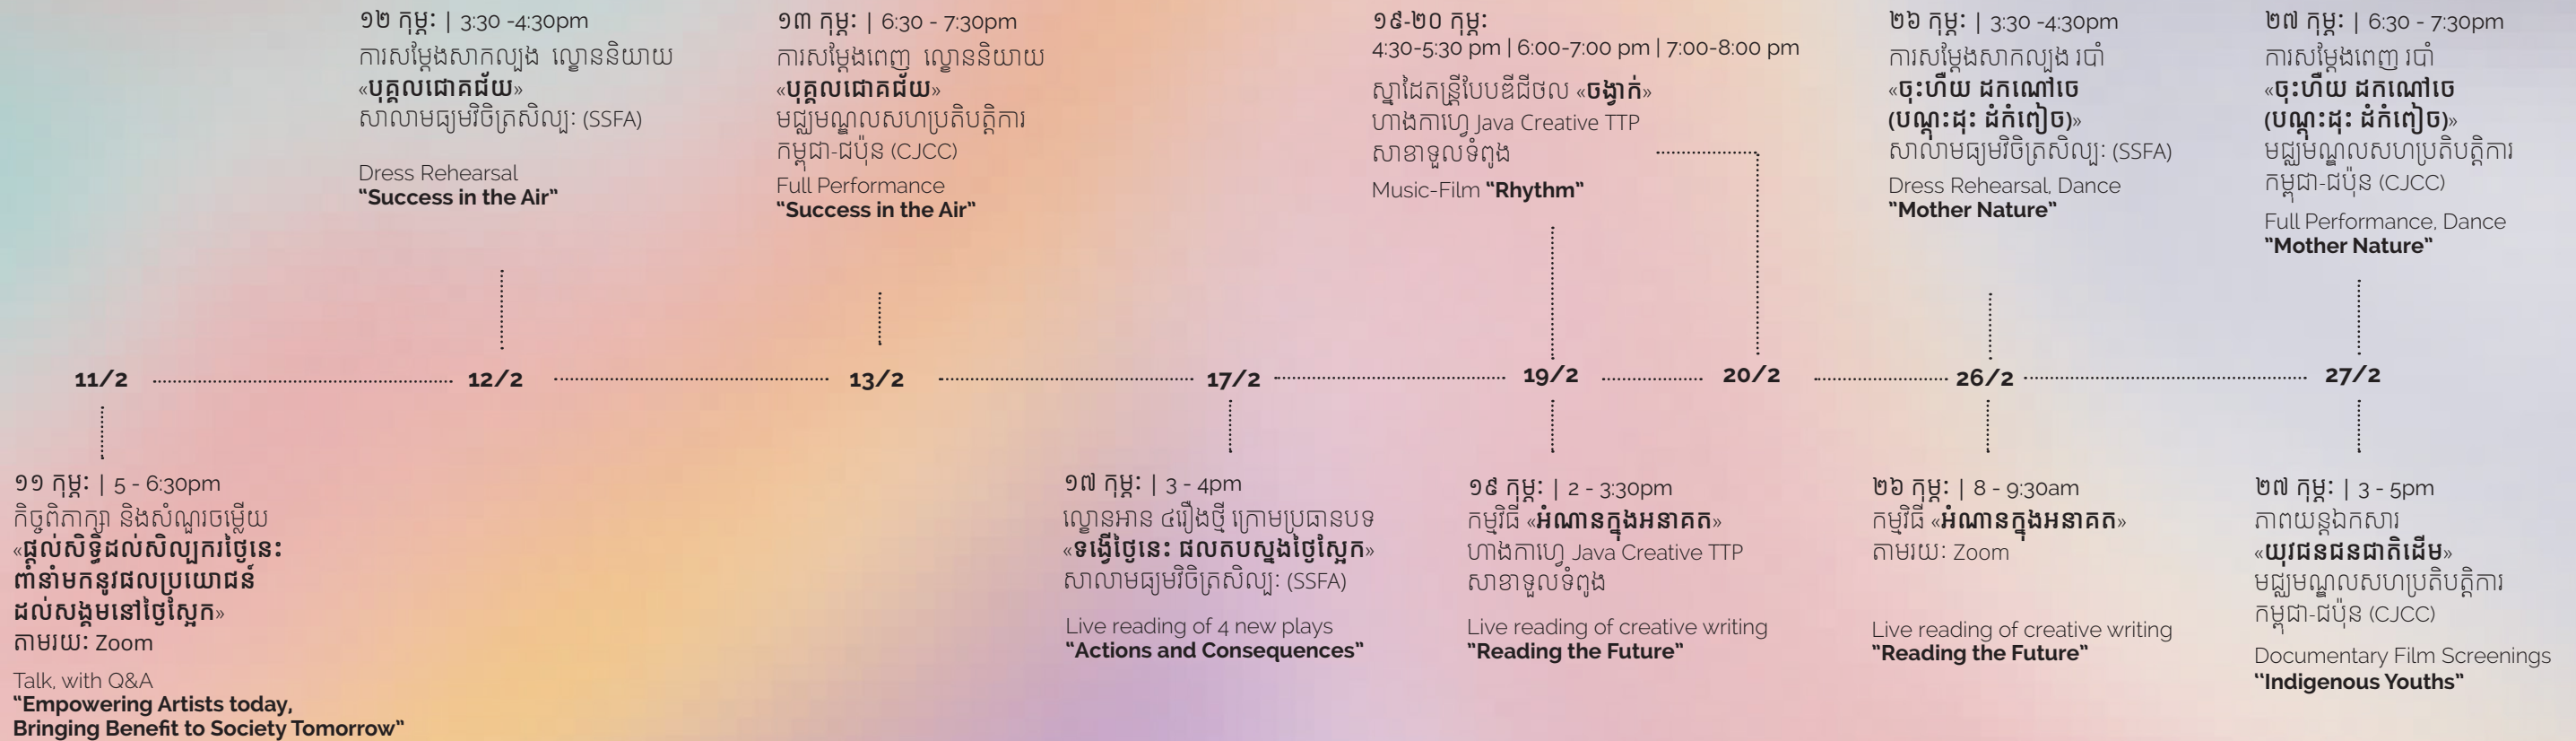 ១២ កុម្ភៈ | 3:30 -4:30pm
ការសម្តែងសាកល្បង ល្ខោននិយាយ
«បុគ្គលជោគជ័យ»
សាលាមធ្យមវិចិត្រសិល្បៈ (SSFA)
Dress Rehearsal
“Success in the Air”
១៣ កុម្ភៈ | 6:30 - 7:30pm
ការសម្តែងពេញ ល្ខោននិយាយ
«បុគ្គលជោគជ័យ»
មជ្ឈមណ្ឌលសហប្រតិបត្តិការ
កម្ពុជា-ជប៉ុន (CJCC)
Full Performance
“Success in the Air”
១៩-២០ កុម្ភៈ
4:30-5:30 pm | 6:00-7:00 pm | 7:00-8:00 pm
ស្នាដៃតន្ត្រីបែបឌីជីថល «ចង្វាក់»
ហាងកាហ្វេ Java Creative TTP
សាខាទួលទំពូង
Music-Film “Rhythm”
២៦ កុម្ភៈ | 3:30 -4:30pm
ការសម្តែងសាកល្បង របាំ
«ចុះហឺយ ដកណៅចេ
(បណ្តុះដុះ ដំកំពៀច)»
សាលាមធ្យមវិចិត្រសិល្បៈ (SSFA)
Dress Rehearsal, Dance
“Mother Nature”
២៧ កុម្ភៈ | 6:30 - 7:30pm
ការសម្តែងពេញ របាំ
«ចុះហឺយ ដកណៅចេ
(បណ្តុះដុះ ដំកំពៀច)»
មជ្ឈមណ្ឌលសហប្រតិបត្តិការ
កម្ពុជា-ជប៉ុន (CJCC)
Full Performance, Dance
“Mother Nature”
11/2
12/2
13/2
17/2
19/2
20/2
26/2
27/2
១១ កុម្ភៈ | 5 - 6:30pm
កិច្ចពិភាក្សា និងសំណួរចម្លើយ
«ផ្តល់សិទ្ធិដល់សិល្បករថ្ងៃនេះ
ពាំនាំមកនូវផលប្រយោជន៍
ដល់សង្គមនៅថ្ងៃស្អែក»
តាមរយៈ Zoom
Talk, with Q&A
“Empowering Artists today,
Bringing Benefit to Society Tomorrow”
១៧ កុម្ភៈ | 3 - 4pm
ល្ខោនអាន ៤រឿងថ្មី ក្រោមប្រធានបទ
«ទង្វើថ្ងៃនេះ ផលតបស្នងថ្ងៃស្អែក»
សាលាមធ្យមវិចិត្រសិល្បៈ (SSFA)
Live reading of 4 new plays
“Actions and Consequences”
១៩ កុម្ភៈ | 2 - 3:30pm
កម្មវិធី «អំណានក្នុងអនាគត»
ហាងកាហ្វេ Java Creative TTP
សាខាទួលទំពូង
Live reading of creative writing
“Reading the Future”
២៦ កុម្ភៈ | 8 - 9:30am
កម្មវិធី «អំណានក្នុងអនាគត»
តាមរយៈ Zoom
Live reading of creative writing
“Reading the Future”
២៧ កុម្ភៈ | 3 - 5pm
ភាពយន្តឯកសារ
«យុវជនជនជាតិដើម»
មជ្ឈមណ្ឌលសហប្រតិបត្តិការ
កម្ពុជា-ជប៉ុន (CJCC)
Documentary Film Screenings
“Indigenous Youths”